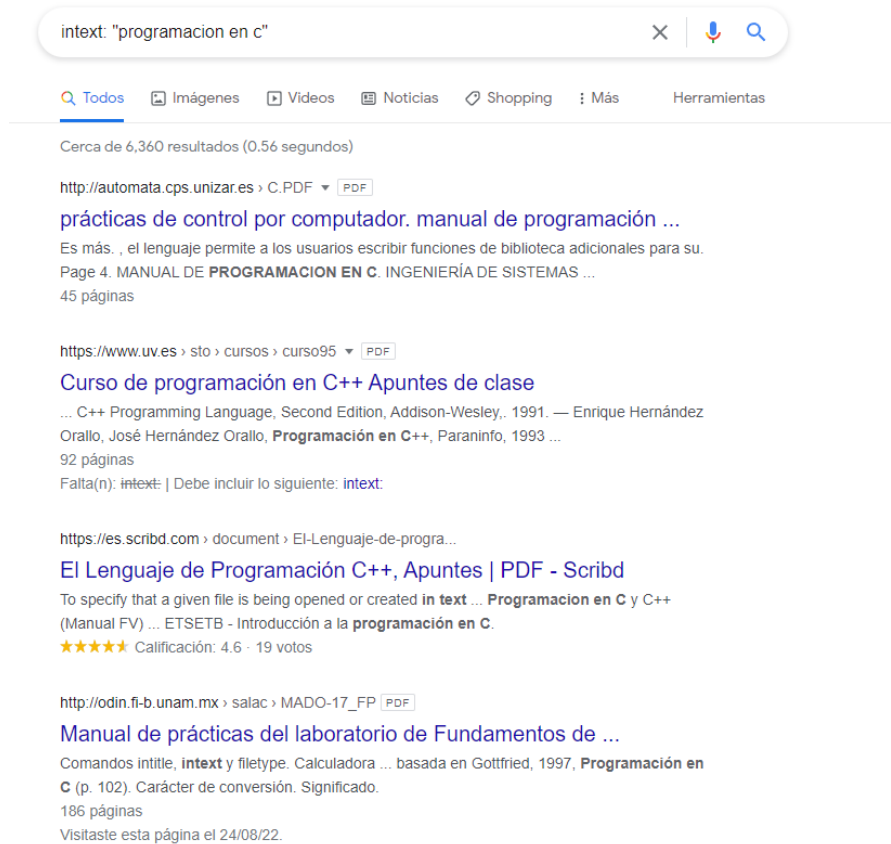 intext: "programacion en c"
Todos Imágenes Videos Noticias Shopping Más Herramientas
Cerca de 6,360 resultados (0.56 segundos)
http://automata.cps.unizar.es › C.PDF PDF
prácticas de control por computador. manual de programación ...
Es más. , el lenguaje permite a los usuarios escribir funciones de biblioteca adicionales para su.
Page 4. MANUAL DE PROGRAMACION EN C. INGENIERÍA DE SISTEMAS ...
45 páginas
https://www.uv.es › sto › cursos › curso95 PDF
Curso de programación en C++ Apuntes de clase
... C++ Programming Language, Second Edition, Addison-Wesley,. 1991. — Enrique Hernández
Orallo, José Hernández Orallo, Programación en C++, Paraninfo, 1993 ...
92 páginas
Falta(n): intext: | Debe incluir lo siguiente: intext:
https://es.scribd.com › document › El-Lenguaje-de-progra...
El Lenguaje de Programación C++, Apuntes | PDF - Scribd
To specify that a given file is being opened or created in text ... Programacion en C y C++
(Manual FV) ... ETSETB - Introducción a la programación en C.
Calificación: 4.6 · 19 votos
http://odin.fi-b.unam.mx › salac › MADO-17_FP PDF
Manual de prácticas del laboratorio de Fundamentos de ...
Comandos intitle, intext y filetype. Calculadora ... basada en Gottfried, 1997, Programación en
C (p. 102). Carácter de conversión. Significado.
186 páginas
Visitaste esta página el 24/08/22.